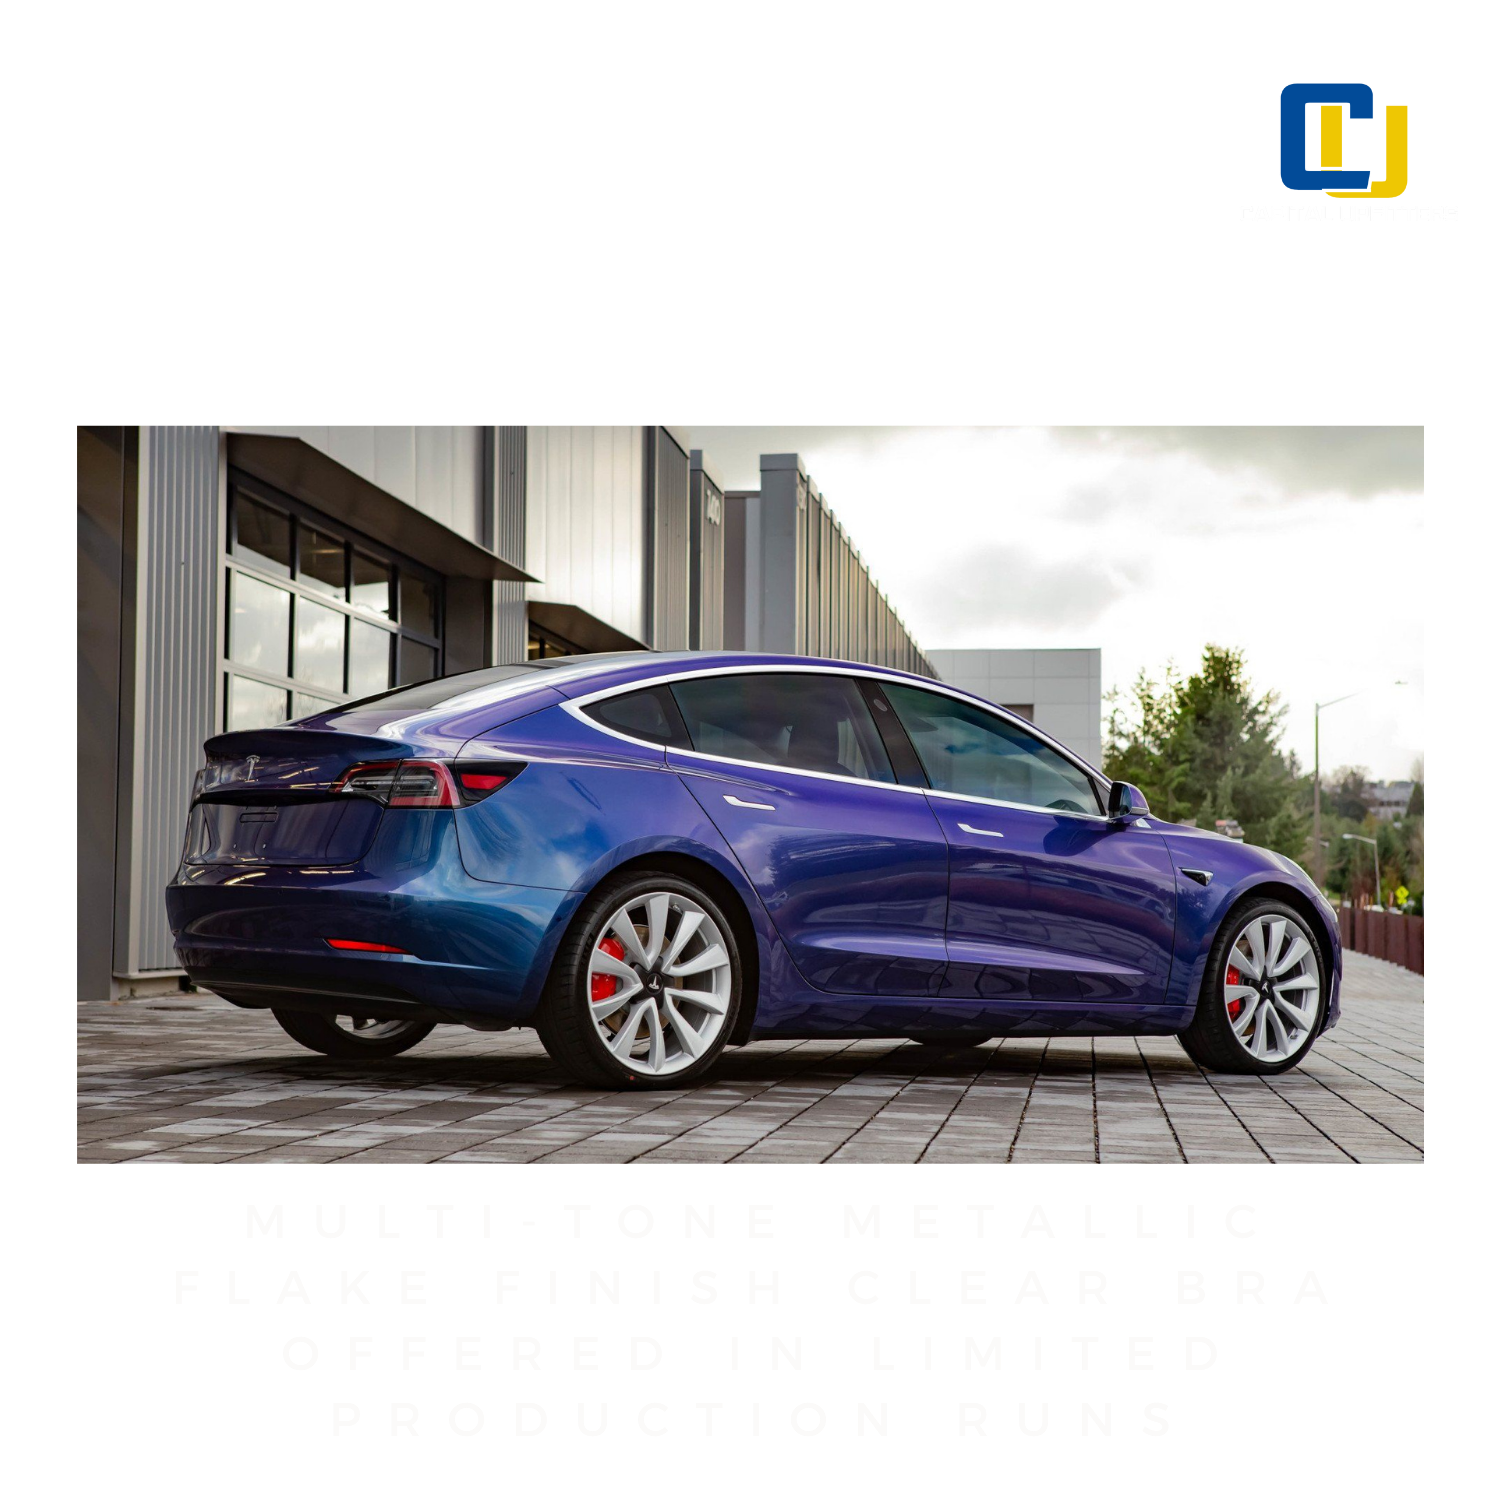 MULTI-TONE METALLIC
FLAKE FINISH CLEAR BRA
OFFERED IN LIMITED
PRODUCTION RUNS